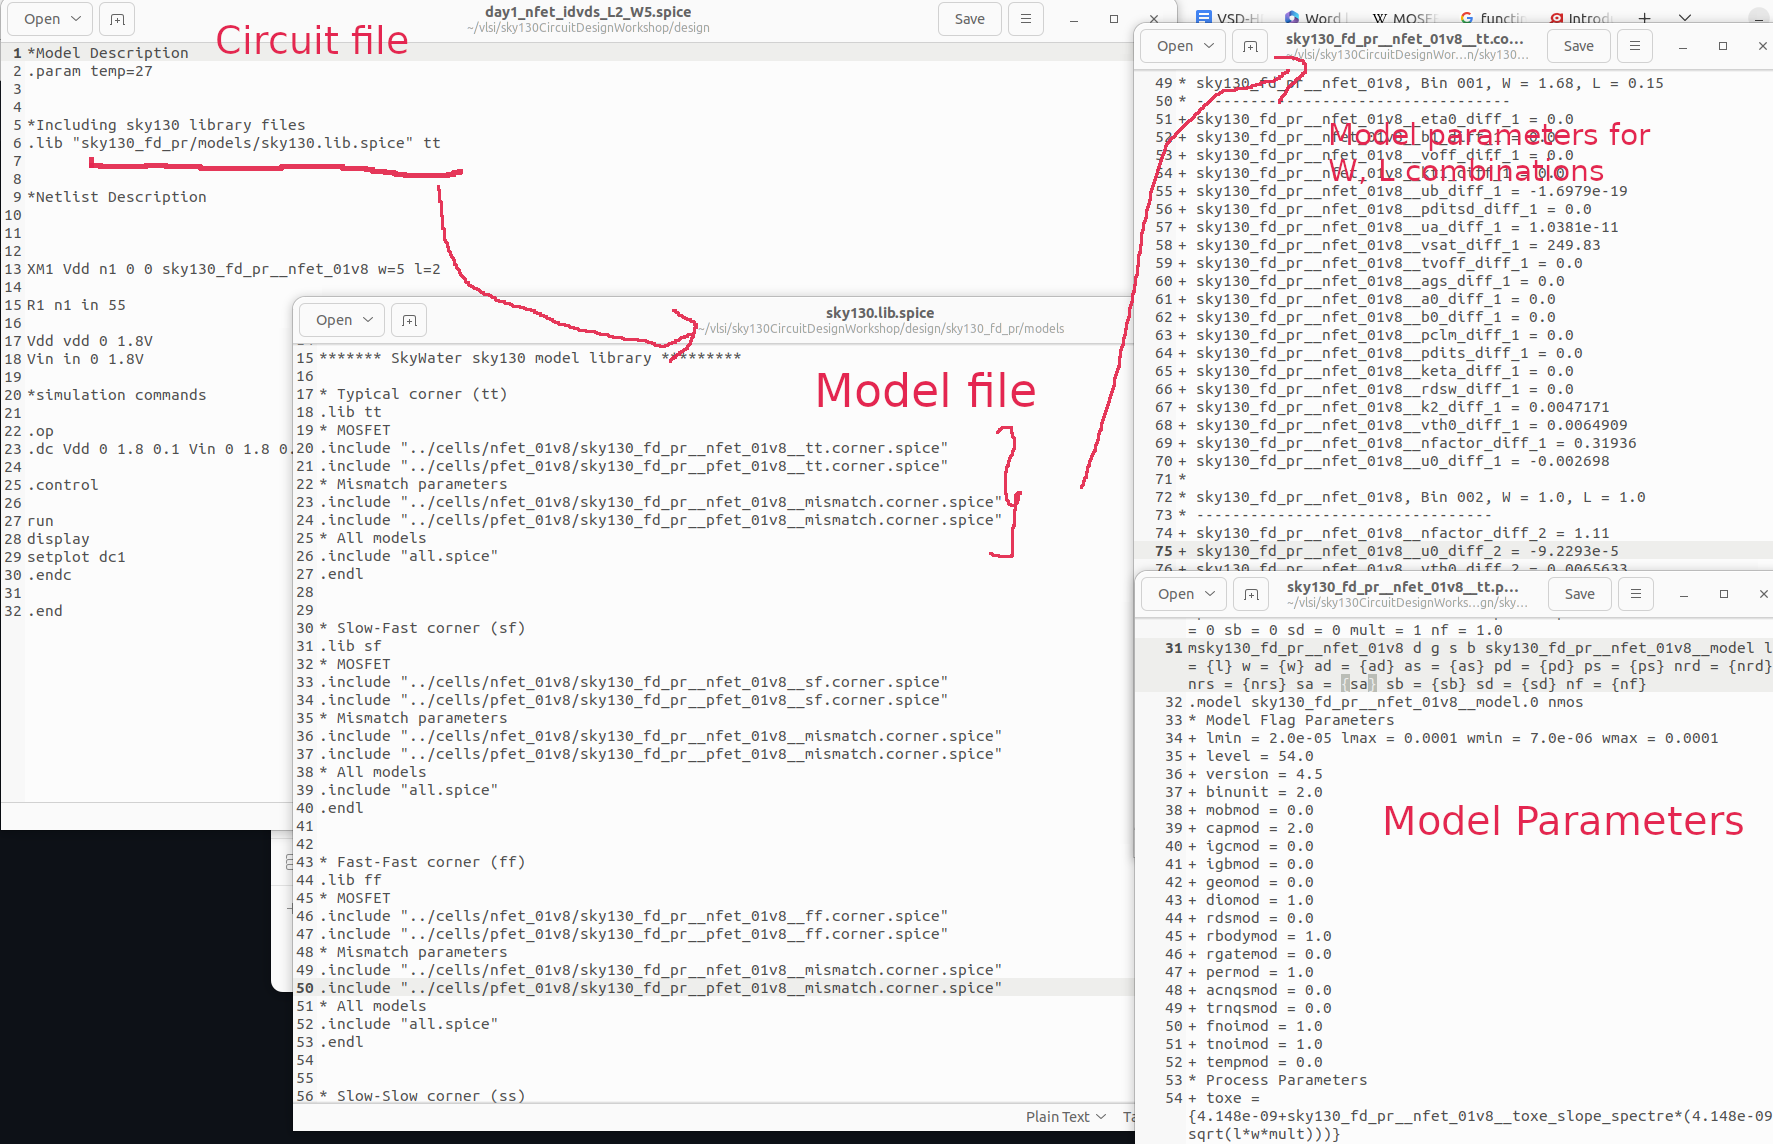 Open
day1_nfet_idvds_L2_W5.spice
~/vlsi/sky130CircuitDesignWorkshop/design
Save
Circuit file
1 *Model Description
2 .param temp=27
3
4
5 *Including sky130 library files
6 .lib "sky130_fd_pr/models/sky130.lib.spice" tt
7
8
9 *Netlist Description
10
11
12
13 XM1 Vdd n1 0 0 sky130_fd_pr__nfet_01v8 w=5 l=2
14
15 R1 n1 in 55
16
17 Vdd vdd 0 1.8V
18 Vin in 0 1.8V
19
20 *simulation commands
21
22 .op
23 .dc Vdd 0 1.8 0.1 Vin 0 1.8 0.
24
25 .control
26
27 run
28 display
29 setplot dc1
30 .endc
31
32 .end
Open
sky130.lib.spice
~/vlsi/sky130CircuitDesignWorkshop/design/sky130_fd_pr/models
Model file
15 ******* SkyWater sky130 model library *********
16
17 * Typical corner (tt)
18 .lib tt
19 * MOSFET
20 .include "../cells/nfet_01v8/sky130_fd_pr__nfet_01v8__tt.corner.spice"
21 .include "../cells/pfet_01v8/sky130_fd_pr__pfet_01v8__tt.corner.spice"
22 * Mismatch parameters
23 .include "../cells/nfet_01v8/sky130_fd_pr__nfet_01v8__mismatch.corner.spice"
24 .include "../cells/pfet_01v8/sky130_fd_pr__pfet_01v8__mismatch.corner.spice"
25 * All models
26 .include "all.spice"
27 .endl
28
29
30 * Slow-Fast corner (sf)
31 .lib sf
32 * MOSFET
33 .include "../cells/nfet_01v8/sky130_fd_pr__nfet_01v8__sf.corner.spice"
34 .include "../cells/pfet_01v8/sky130_fd_pr__pfet_01v8__sf.corner.spice"
35 * Mismatch parameters
36 .include "../cells/nfet_01v8/sky130_fd_pr__nfet_01v8__mismatch.corner.spice"
37 .include "../cells/pfet_01v8/sky130_fd_pr__pfet_01v8__mismatch.corner.spice"
38 * All models
39 .include "all.spice"
40 .endl
41
42
43 * Fast-Fast corner (ff)
44 .lib ff
45 * MOSFET
46 .include "../cells/nfet_01v8/sky130_fd_pr__nfet_01v8__ff.corner.spice"
47 .include "../cells/pfet_01v8/sky130_fd_pr__pfet_01v8__ff.corner.spice"
48 * Mismatch parameters
49 .include "../cells/nfet_01v8/sky130_fd_pr__nfet_01v8__mismatch.corner.spice"
50 .include "../cells/pfet_01v8/sky130_fd_pr__pfet_01v8__mismatch.corner.spice"
51 * All models
52 .include "all.spice"
53 .endl
54
55
56 * Slow-Slow corner (ss)
Plain Text
VSD-H
Word
MOSF
functi
Introd
Open
sky130_fd_pr__nfet_01v8__tt.co...
~/vlsi/sky130CircuitDesignWor...n/sky130...
Save
Model parameters for
W, L combinations
49 * sky130_fd_pr__nfet_01v8, Bin 001, W = 1.68, L = 0.15
50 * -----------------------------------
51 + sky130_fd_pr__nfet_01v8__eta0_diff_1 = 0.0
52 + sky130_fd_pr__nfet_01v8__b1_diff_1 = 0.0
53 + sky130_fd_pr__nfet_01v8__voff_diff_1 = 0.0
54 + sky130_fd_pr__nfet_01v8__kt1_diff_1 = 0.0
55 + sky130_fd_pr__nfet_01v8__ub_diff_1 = -1.6979e-19
56 + sky130_fd_pr__nfet_01v8__pditsd_diff_1 = 0.0
57 + sky130_fd_pr__nfet_01v8__ua_diff_1 = 1.0381e-11
58 + sky130_fd_pr__nfet_01v8__vsat_diff_1 = 249.83
59 + sky130_fd_pr__nfet_01v8__tvoff_diff_1 = 0.0
60 + sky130_fd_pr__nfet_01v8__ags_diff_1 = 0.0
61 + sky130_fd_pr__nfet_01v8__a0_diff_1 = 0.0
62 + sky130_fd_pr__nfet_01v8__b0_diff_1 = 0.0
63 + sky130_fd_pr__nfet_01v8__pclm_diff_1 = 0.0
64 + sky130_fd_pr__nfet_01v8__pdits_diff_1 = 0.0
65 + sky130_fd_pr__nfet_01v8__keta_diff_1 = 0.0
66 + sky130_fd_pr__nfet_01v8__rdsw_diff_1 = 0.0
67 + sky130_fd_pr__nfet_01v8__k2_diff_1 = 0.0047171
68 + sky130_fd_pr__nfet_01v8__vth0_diff_1 = 0.0064909
69 + sky130_fd_pr__nfet_01v8__nfactor_diff_1 = 0.31936
70 + sky130_fd_pr__nfet_01v8__u0_diff_1 = -0.002698
71 *
72 * sky130_fd_pr__nfet_01v8, Bin 002, W = 1.0, L = 1.0
73 * ---------------------------------
74 + sky130_fd_pr__nfet_01v8__nfactor_diff_2 = 1.11
75 + sky130_fd_pr__nfet_01v8__u0_diff_2 = -9.2293e-5
76 + sky130_fd_pr__nfet_01v8__vth0_diff_2 = 0.0065633
Open
sky130_fd_pr__nfet_01v8__tt.p...
~/vlsi/sky130CircuitDesignWorks...gn/sky...
Save
Model Parameters
= 0 sb = 0 sd = 0 mult = 1 nf = 1.0
31 msky130_fd_pr__nfet_01v8 d g s b sky130_fd_pr__nfet_01v8__model l
= {l} w = {w} ad = {ad} as = {as} pd = {pd} ps = {ps} nrd = {nrd}
nrs = {nrs} sa = {sa} sb = {sb} sd = {sd} nf = {nf}
32 .model sky130_fd_pr__nfet_01v8__model.0 nmos
33 * Model Flag Parameters
34 + lmin = 2.0e-05 lmax = 0.0001 wmin = 7.0e-06 wmax = 0.0001
35 + level = 54.0
36 + version = 4.5
37 + binunit = 2.0
38 + mobmod = 0.0
39 + capmod = 2.0
40 + igcmod = 0.0
41 + igbmod = 0.0
42 + geomod = 0.0
43 + diomod = 1.0
44 + rdsmod = 0.0
45 + rbodymod = 1.0
46 + rgatemod = 0.0
47 + permod = 1.0
48 + acnqsmod = 0.0
49 + trnqsmod = 0.0
50 + fnoimod = 1.0
51 + tnoimod = 1.0
52 + tempmod = 0.0
53 * Process Parameters
54 + toxe =
{4.148e-09+sky130_fd_pr__nfet_01v8__toxe_slope_spectre*(4.148e-09
sqrt(l*w*mult)))}